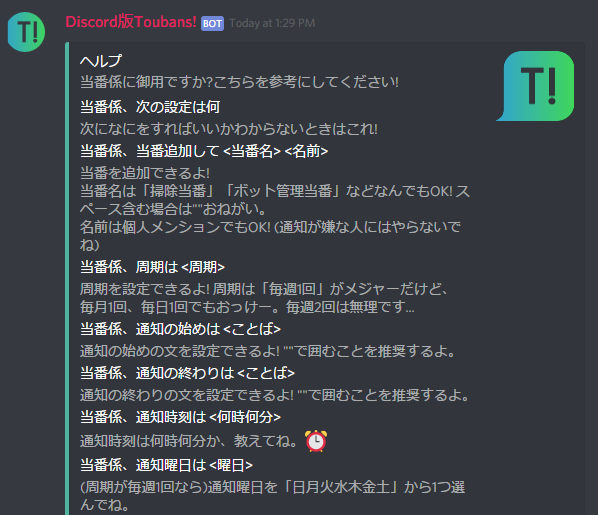 T!
Discord版Toubans! BOT Today at 1:29 PM
ヘルプ
当番係に御用ですか?こちらを参考にしてください!
T!
当番係、次の設定は何
次になにをすればいいかわからないときはこれ!
当番係、当番追加して <当番名> <名前>
当番を追加できるよ!
当番名は「掃除当番」「ボット管理当番」などなんでもOK! ス
ペース含む場合は""おねがい。
名前は個人メンションでもOK! (通知が嫌な人にはやらないで
ね)
当番係、周期は <周期>
周期を設定できるよ! 周期は「毎週1回」がメジャーだけど、
毎月1回、毎日1回でもおっけー。毎週2回は無理です...
当番係、通知の始めは <ことば>
通知の始めの文を設定できるよ! ""で囲むことを推奨するよ。
当番係、通知の終わりは <ことば>
通知の終わりの文を設定できるよ! ""で囲むことを推奨するよ。
当番係、通知時刻は <何時何分>
通知時刻は何時何分か、教えてね。
当番係、通知曜日は <曜日>
(周期が毎週1回なら)通知曜日を「日月火水木金土」から1つ選
んでね。